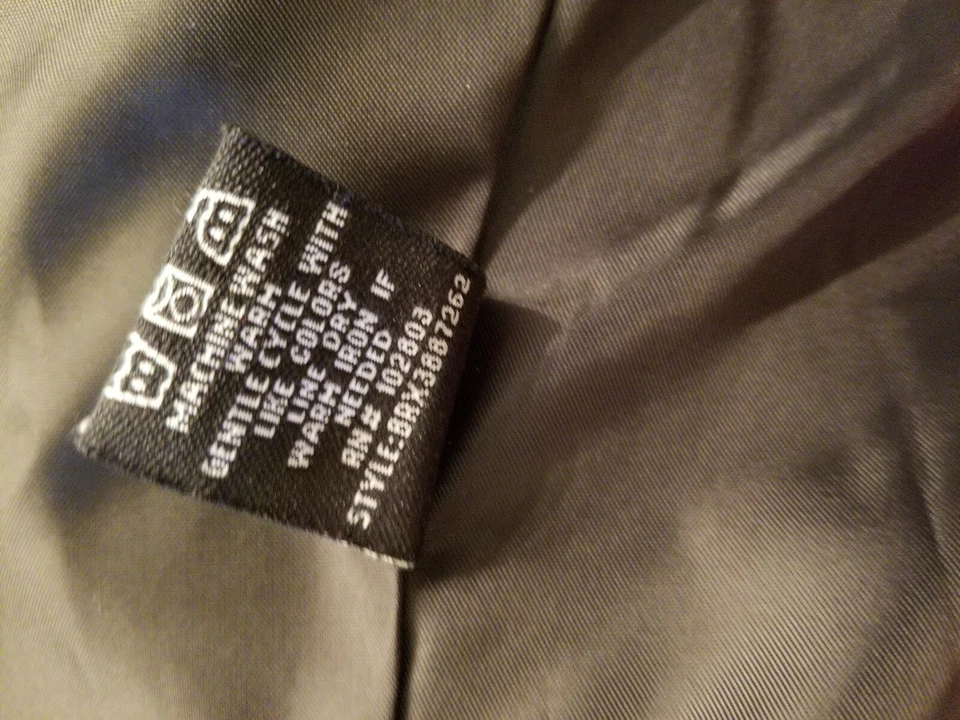 MACHINE WASH
WARM
GENTLE CYCLE WITH
LIKE COLORS
LINE DRY
WARM IRON IF
NEEDED
RN# 102803
STYLE:BRX3887262